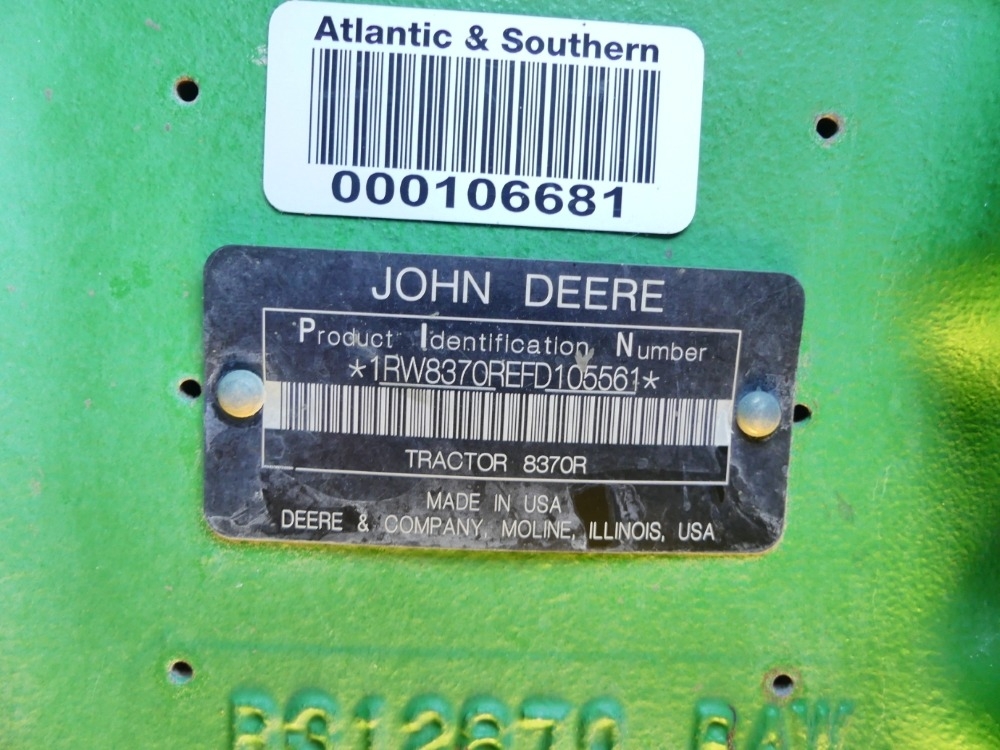 Atlantic & Southern
000106681
JOHN DEERE
Product Identification Number
*1RW8370REFD105561*
TRACTOR 8370R
MADE IN USA
DEERE & COMPANY, MOLINE, ILLINOIS, USA